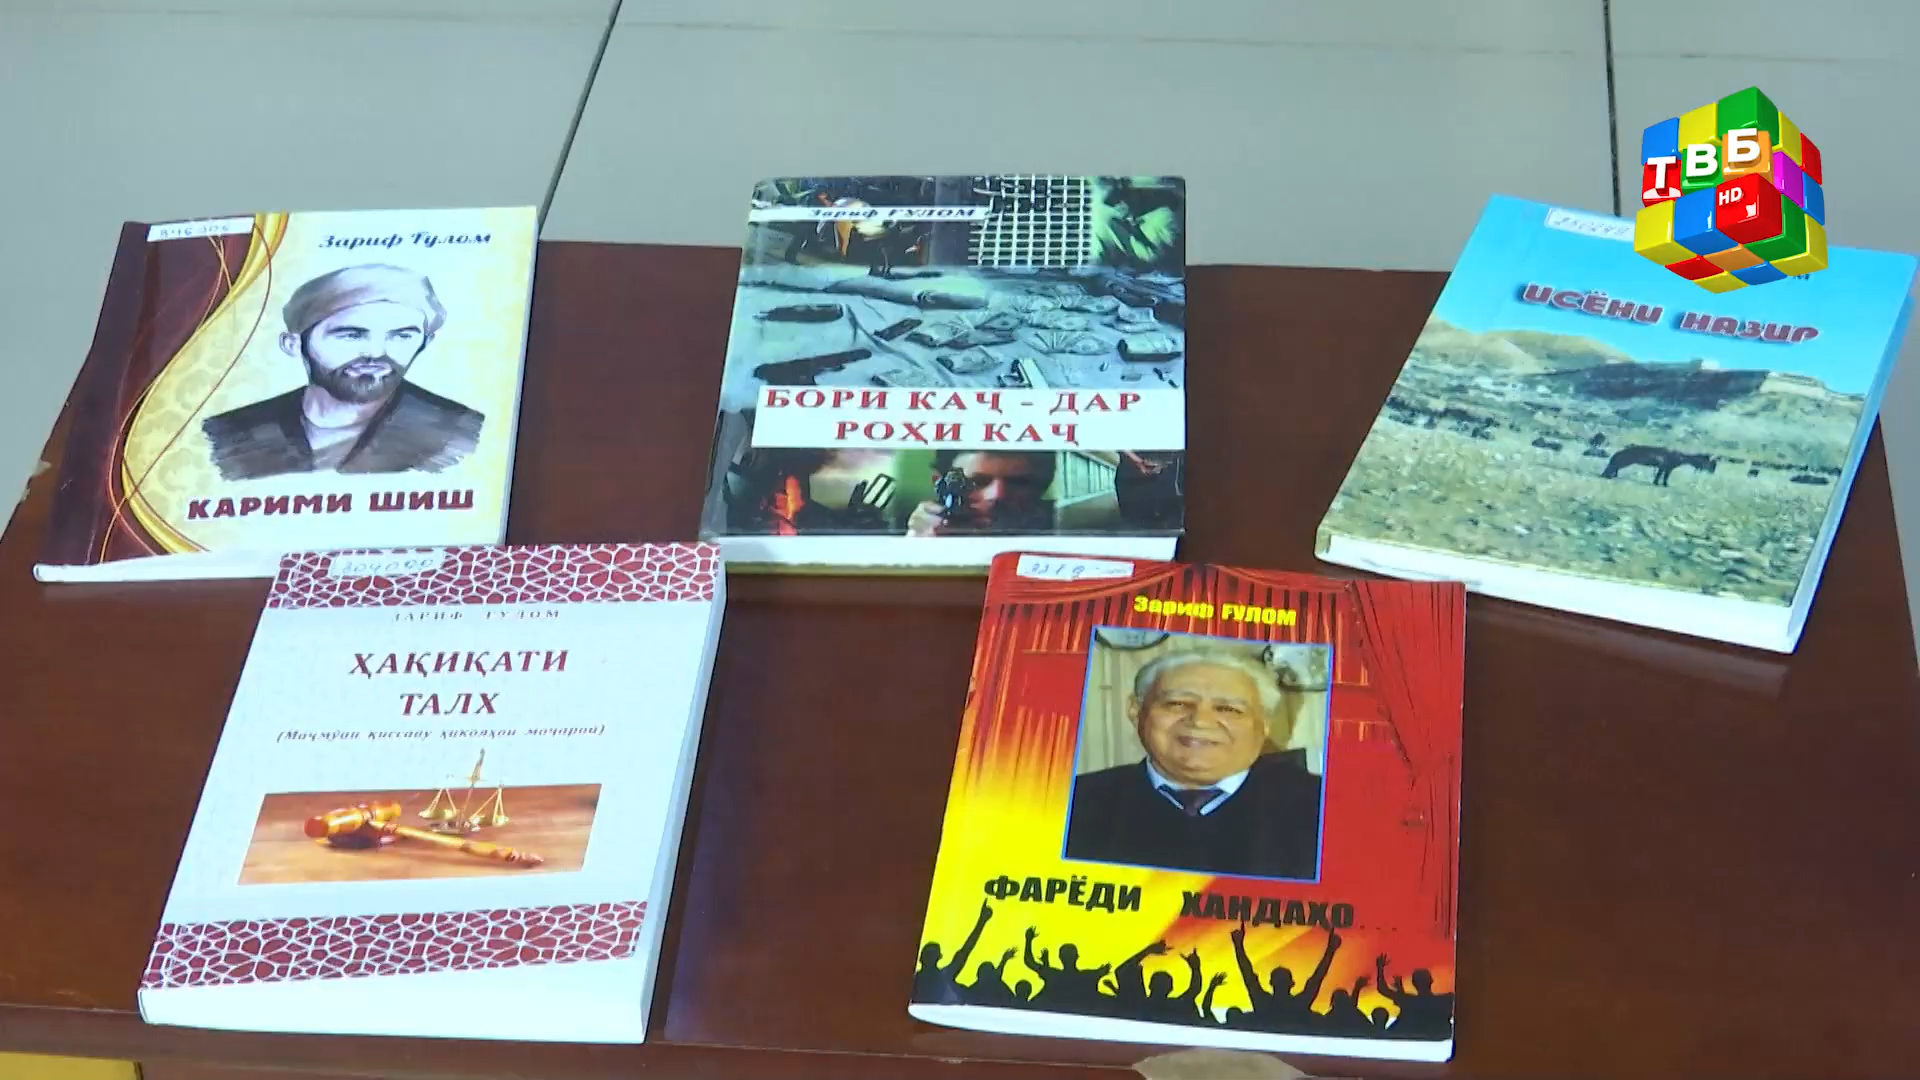 Зариф Ғулом
КАРИМИ ШИШ
Зариф ҒУЛОМ
БОРИ КАҶ - ДАР
РОҲИ КАҶ
ИСЁНИ НАЗИР
ТВБ
HD
304090
ЗАРИФ ҒУЛОМ
ҲАҚИҚАТИ
ТАЛХ
(Маҷмӯаи қиссаву ҳикояҳои моҷароӣ)
Зариф ҒУЛОМ
ФАРЁДИ ХАНДАҲО